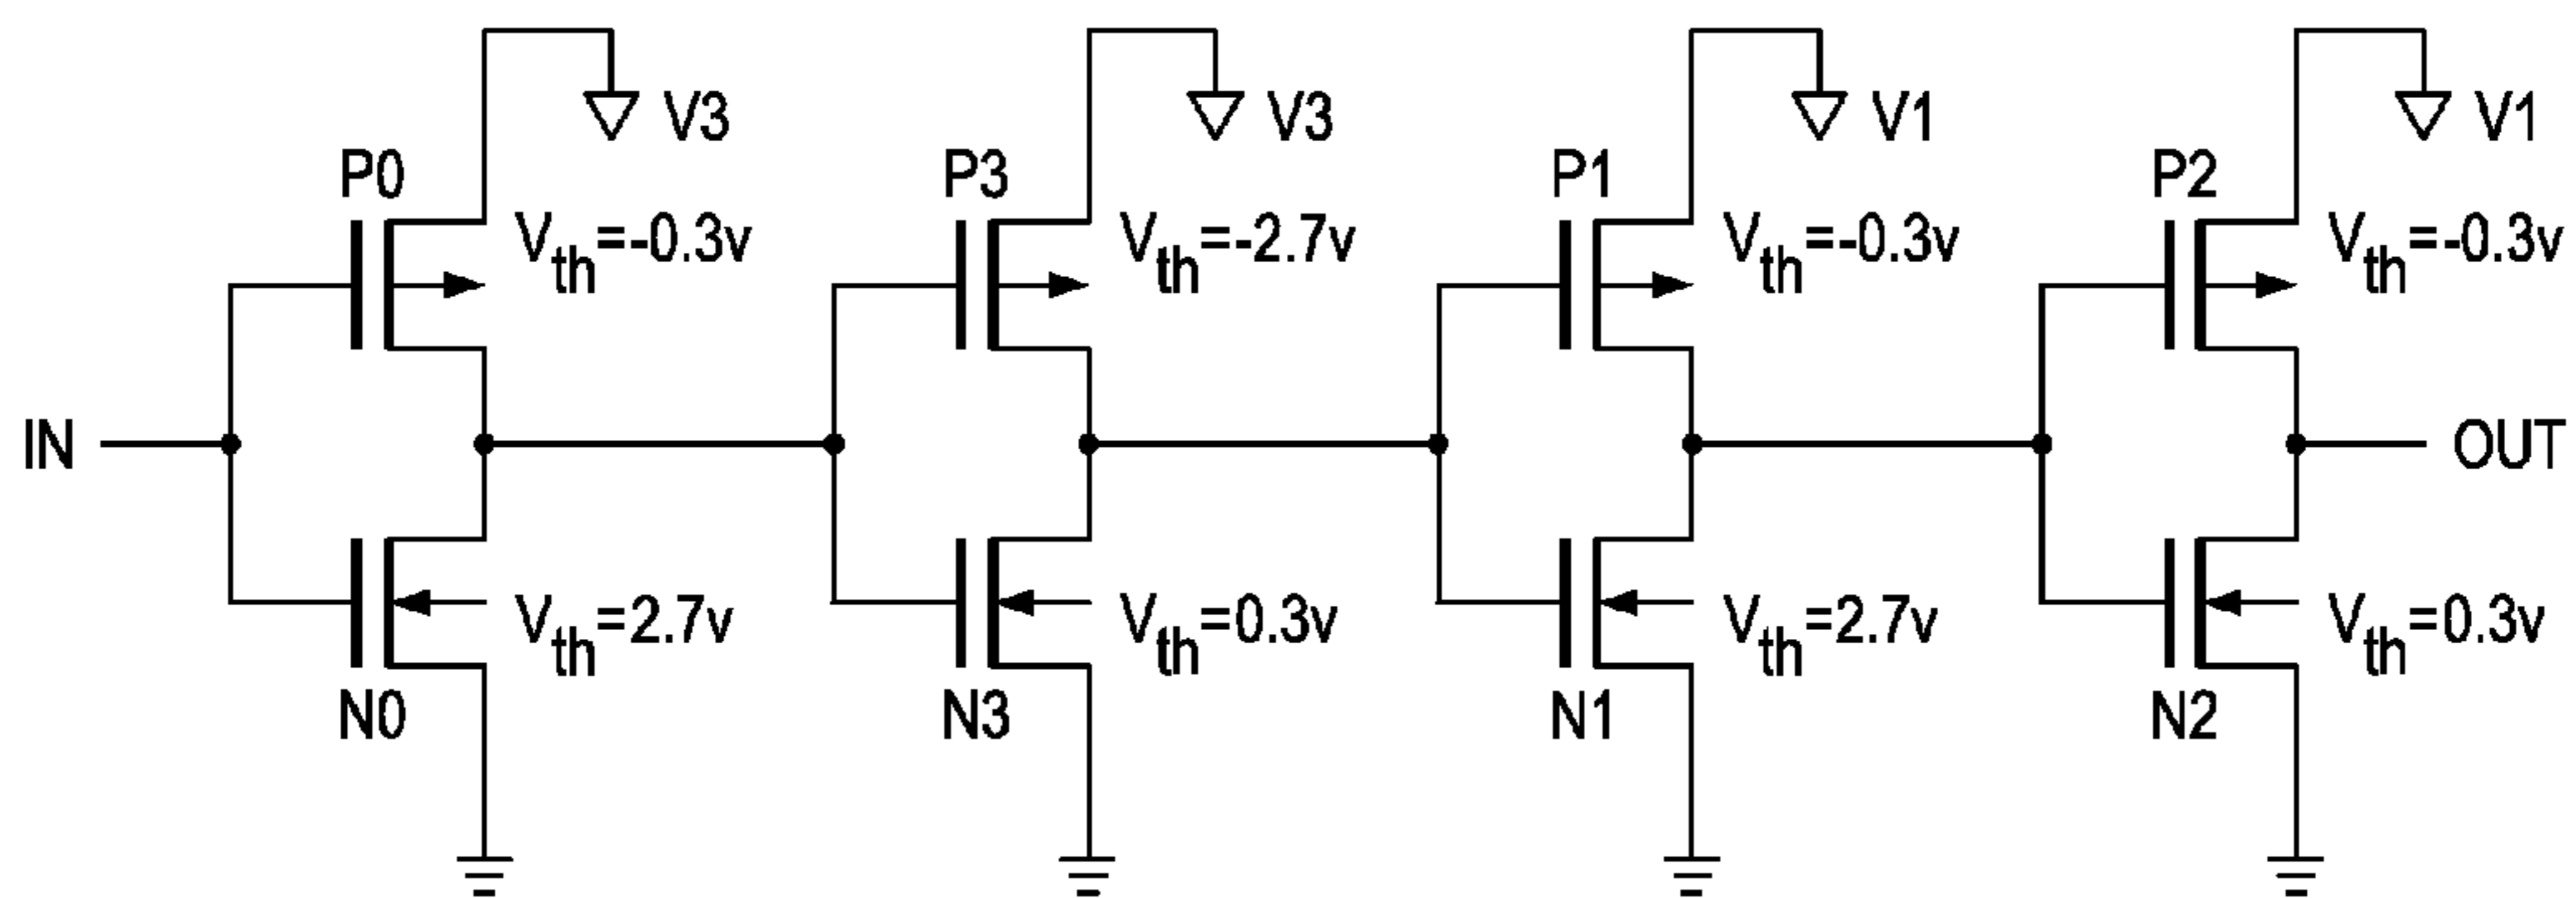 V3
V3
V1
V1
P0
P3
P1
P2
Vth=-0.3v
Vth=-2.7v
Vth=-0.3v
Vth=-0.3v
IN
OUT
Vth=2.7v
Vth=0.3v
Vth=2.7v
Vth=0.3v
N0
N3
N1
N2